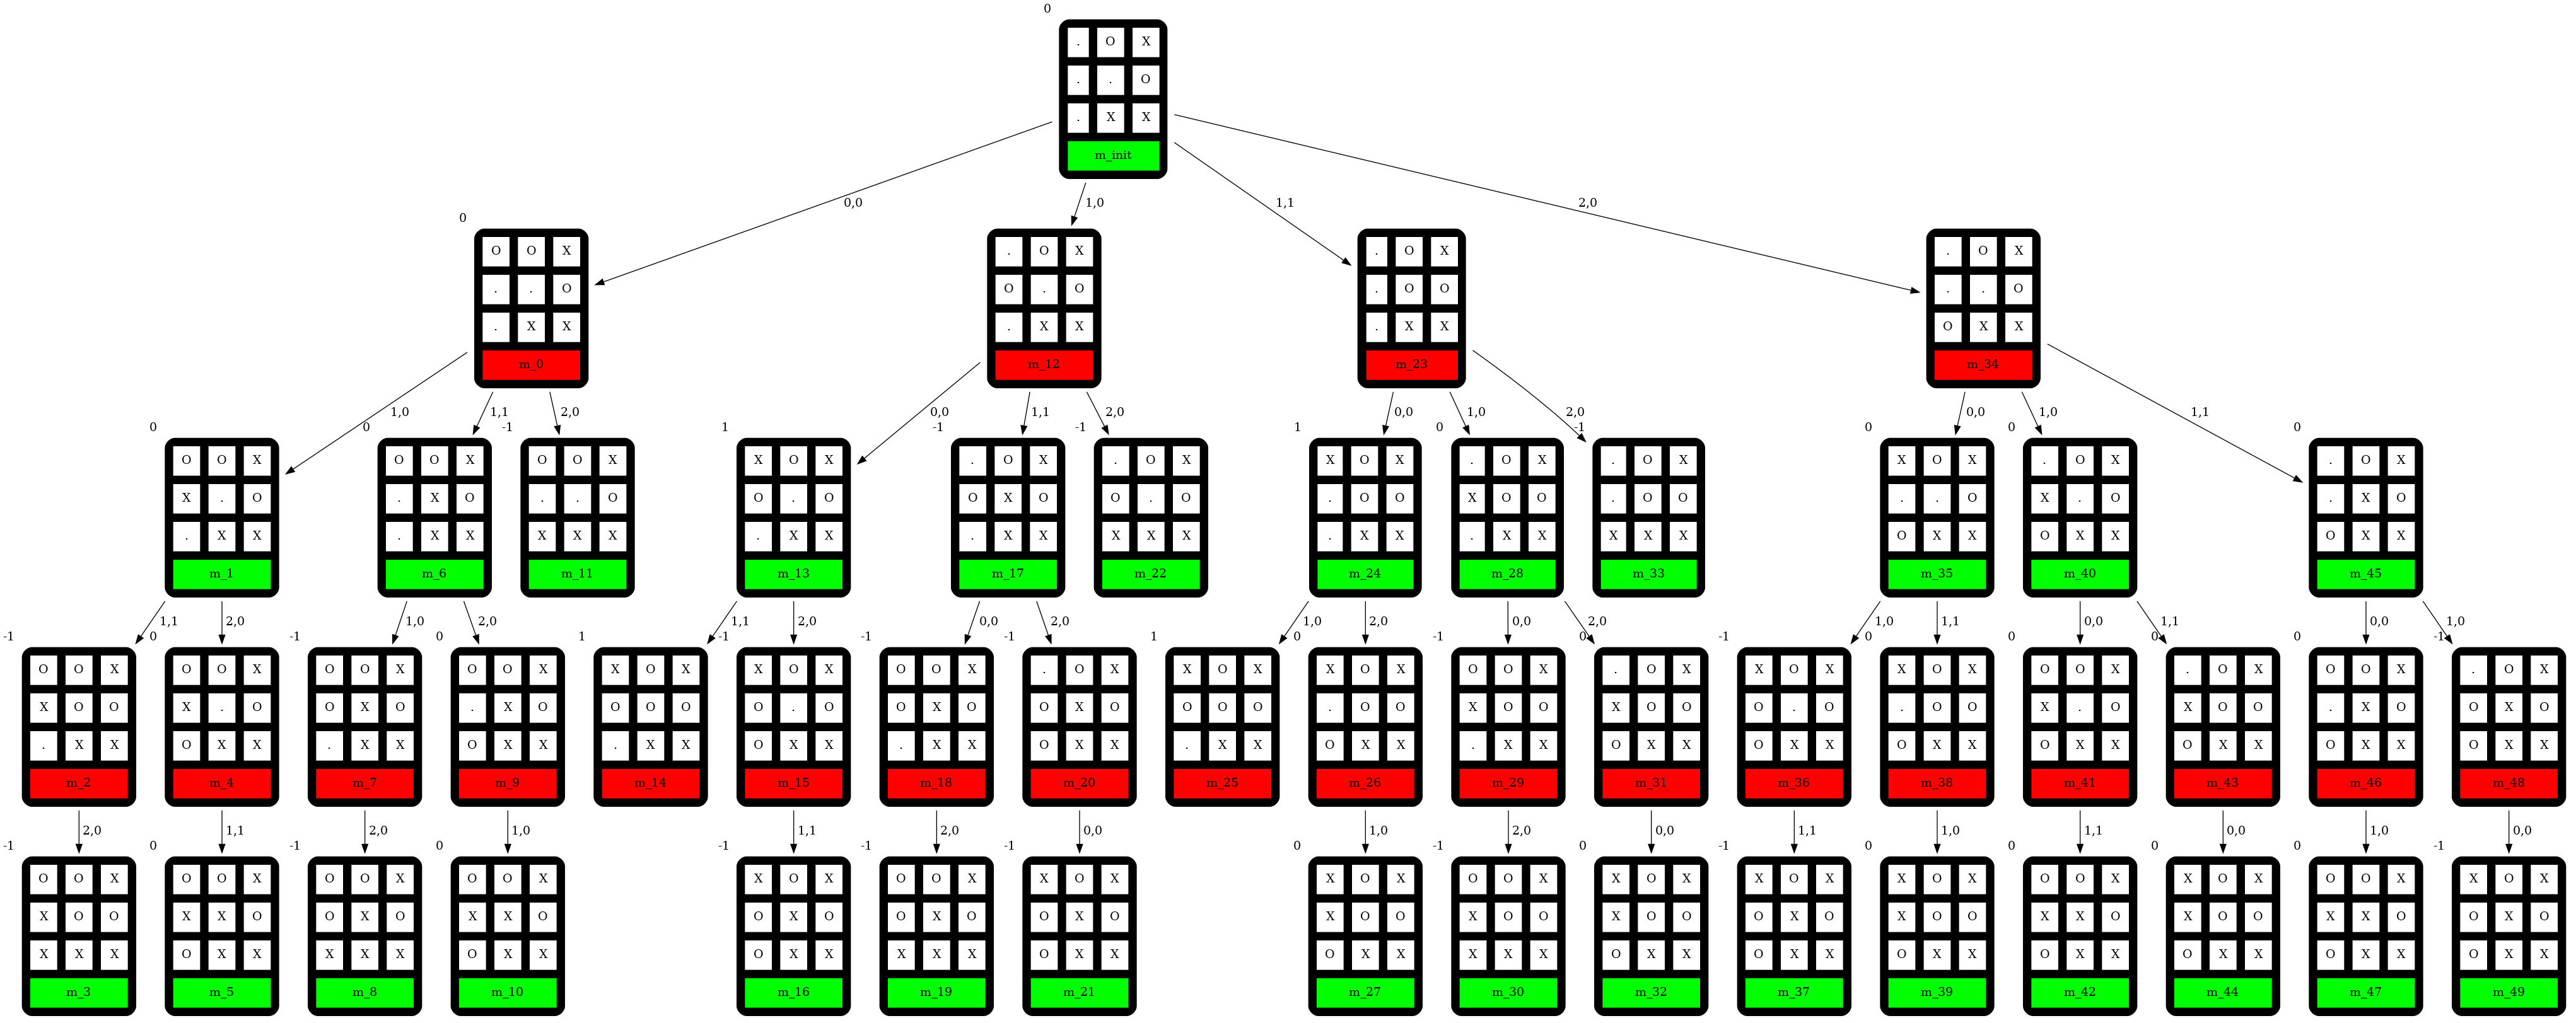 0
. O X
. . O
. X X
m_init
0,0 1,0 1,1 2,0
0
O O X . O X . O X . O X
. . O O . O . O O . . O
. X X . X X . X X O X X
m_0 m_12 m_23 m_34
1,0 1,1 2,0 0,0 1,1 2,0 0,0 1,0 2,0 0,0 1,0 1,1
0 0 -1 1 -1 -1 1 0 -1 0 0 0
O O X O O X O O X X O X . O X . O X X O X . O X . O X X O X . O X . O X
X . O . X O . . O O . O O X O O . O . O O X O O . O O . . O X . O . X O
. X X . X X X X X . X X . X X X X X . X X . X X X X X O X X O X X O X X
m_1 m_6 m_11 m_13 m_17 m_22 m_24 m_28 m_33 m_35 m_40 m_45
1,1 2,0 1,0 2,0 1,1 2,0 0,0 2,0 1,0 2,0 0,0 2,0 1,0 1,1 0,0 1,1 0,0 1,0
-1 0 -1 0 1 -1 -1 -1 1 0 -1 0 -1 0 0 0 0 -1
O O X O O X O O X O O X X O X X O X O O X . O X X O X X O X O O X . O X X O X X O X O O X . O X O O X . O X
X O O X . O O X O . X O O O O O . O O X O O X O O O O . O O X O O X O O O . O . O O X . O X O O . X O O X O
. X X O X X . X X O X X . X X O X X . X X O X X . X X O X X . X X O X X O X X O X X O X X O X X O X X O X X
m_2 m_4 m_7 m_9 m_14 m_15 m_18 m_20 m_25 m_26 m_29 m_31 m_36 m_38 m_41 m_43 m_46 m_48
2,0 1,1 2,0 1,0 1,1 2,0 0,0 1,0 2,0 0,0 1,1 1,0 1,1 0,0 1,0 0,0
-1 0 -1 0 -1 -1 -1 0 -1 0 -1 0 0 0 0 -1
O O X O O X O O X O O X X O X O O X X O X X O X O O X X O X X O X X O X O O X X O X O O X X O X
X O O X X O O X O X X O O X O O X O O X O X O O X O O X O O O X O X O O X X O X O O X X O O X O
X X X O X X X X X O X X O X X X X X O X X O X X X X X O X X O X X O X X O X X O X X O X X O X X
m_3 m_5 m_8 m_10 m_16 m_19 m_21 m_27 m_30 m_32 m_37 m_39 m_42 m_44 m_47 m_49